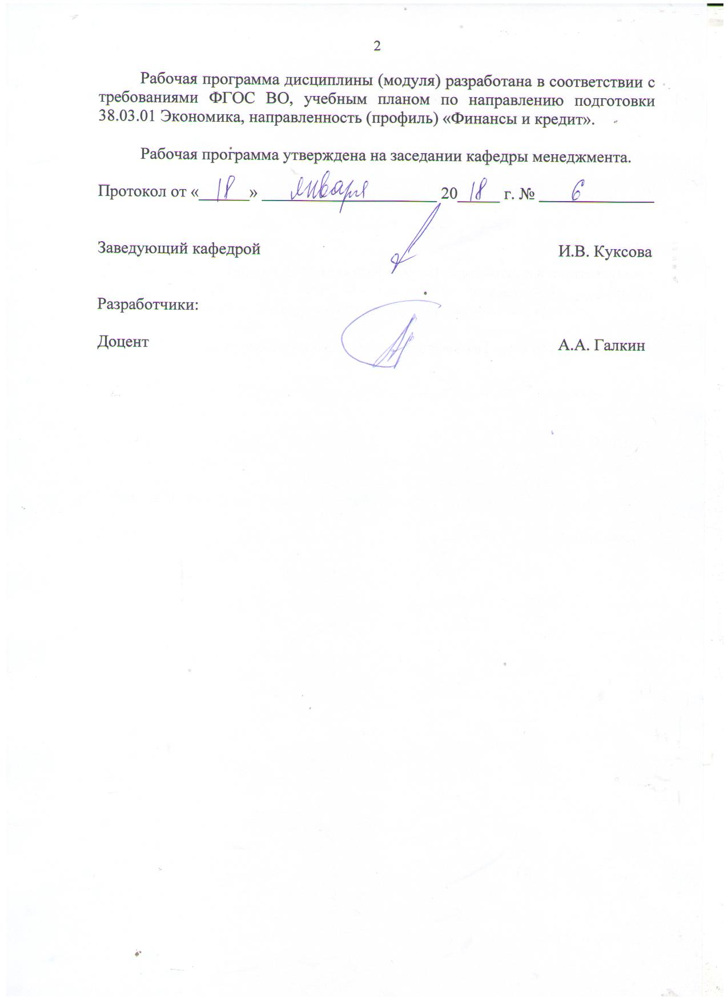 2
Рабочая программа дисциплины (модуля) разработана в соответствии с
требованиями ФГОС ВО, учебным планом по направлению подготовки
38.03.01 Экономика, направленность (профиль) «Финансы и кредит».
Рабочая программа утверждена на заседании кафедры менеджмента.
Протокол от «18» января 2018 г. № 6
Заведующий кафедрой И.В. Куксова
Разработчики:
Доцент А.А. Галкин